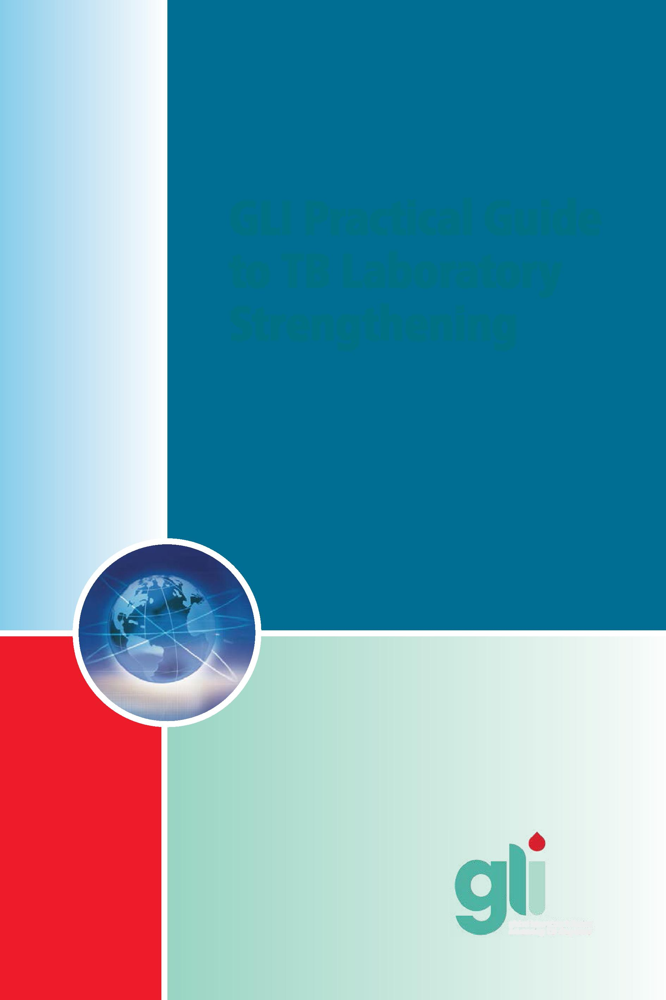 GLI Practical Guide
to TB Laboratory
Strengthening
gli